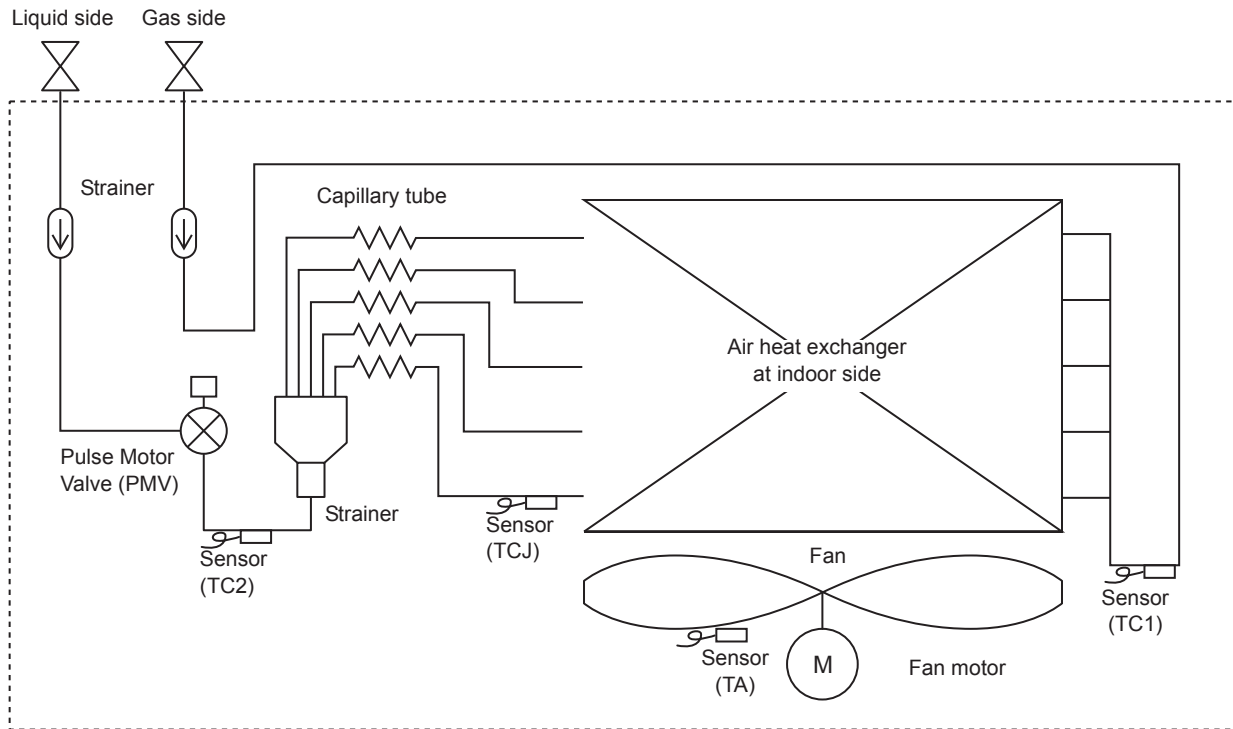 Liquid side
Gas side
Strainer
Capillary tube
Air heat exchanger
at indoor side
Pulse Motor
Valve (PMV)
Strainer
Sensor
(TCJ)
Sensor
(TC2)
Fan
Sensor
(TC1)
Sensor
(TA)
M
Fan motor